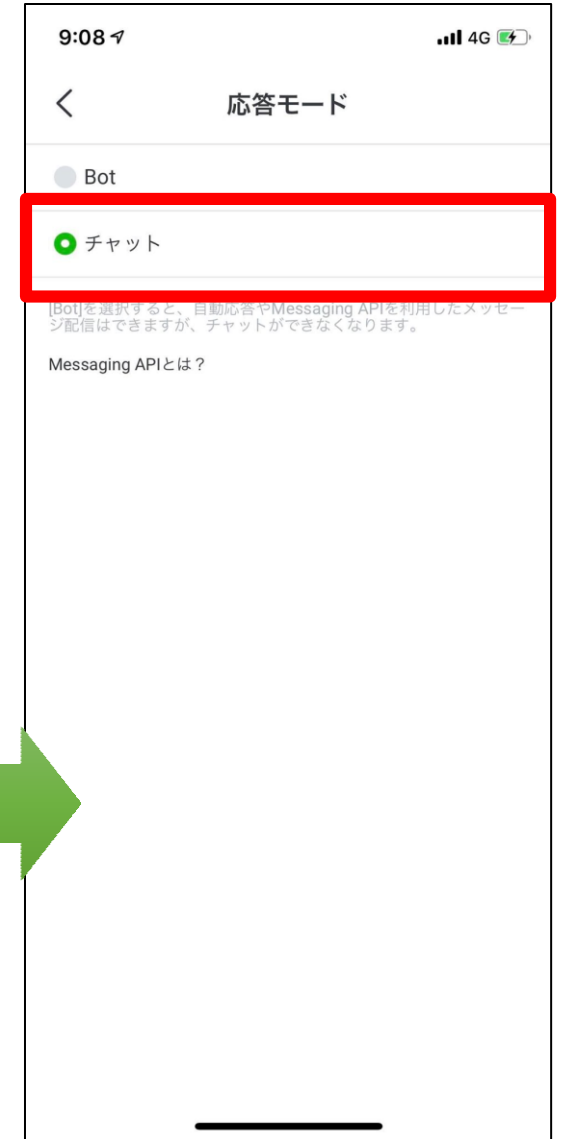 9:08
4G
応答モード
Bot
チャット
[Bot]を選択すると、自動応答やMessaging APIを利用したメッセー
ジ配信はできますが、チャットができなくなります。
Messaging APIとは？